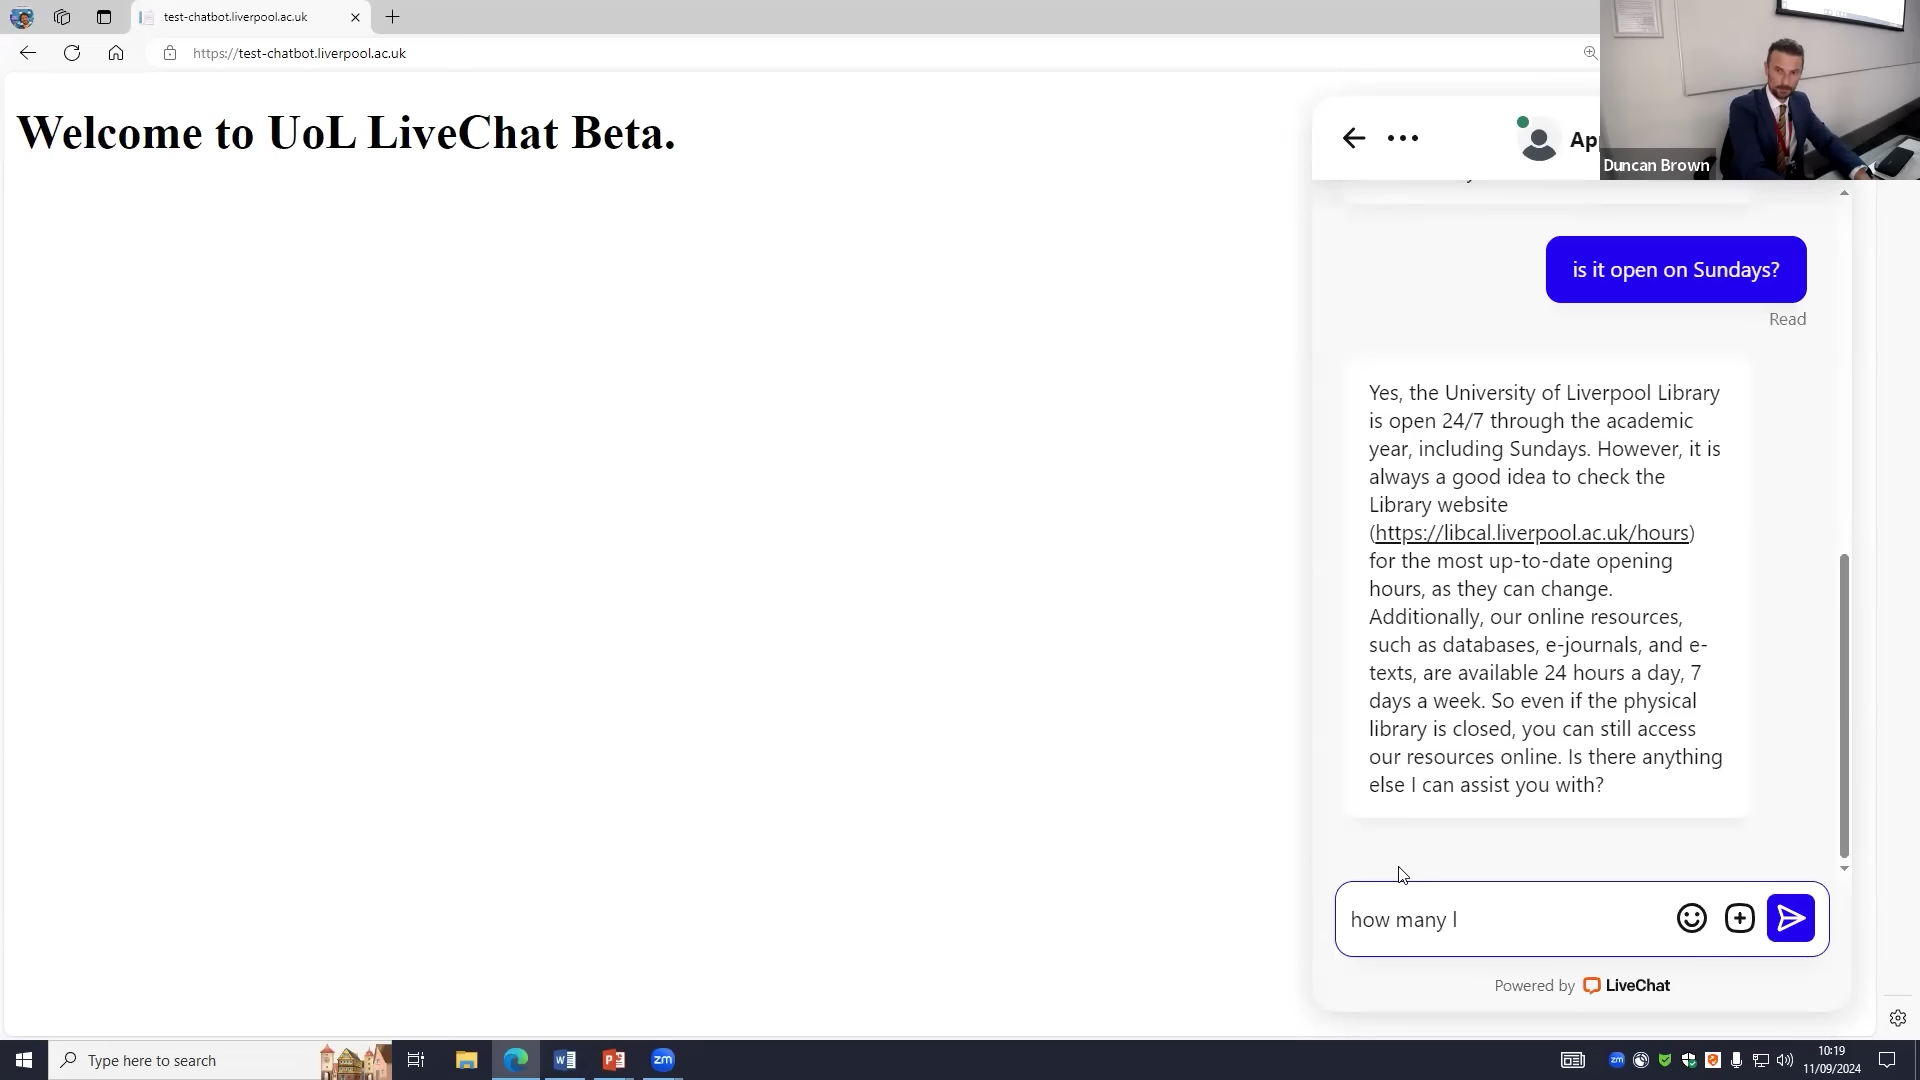 test-chatbot.liverpool.ac.uk
https://test-chatbot.liverpool.ac.uk
Welcome to UoL LiveChat Beta.
Duncan Brown
is it open on Sundays?
Read
Yes, the University of Liverpool Library
is open 24/7 through the academic
year, including Sundays. However, it is
always a good idea to check the
Library website
(https://libcal.liverpool.ac.uk/hours)
for the most up-to-date opening
hours, as they can change.
Additionally, our online resources,
such as databases, e-journals, and e-
texts, are available 24 hours a day, 7
days a week. So even if the physical
library is closed, you can still access
our resources online. Is there anything
else I can assist you with?
how many l
Powered by LiveChat
Type here to search
zm
zm
10:19
11/09/2024